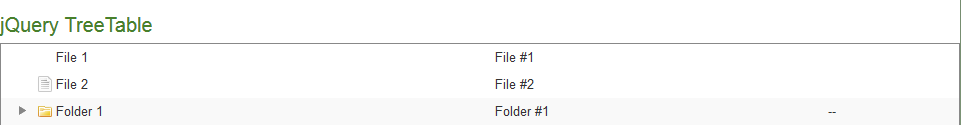 jQuery TreeTable
File 1 File #1
File 2 File #2
Folder 1 Folder #1 --